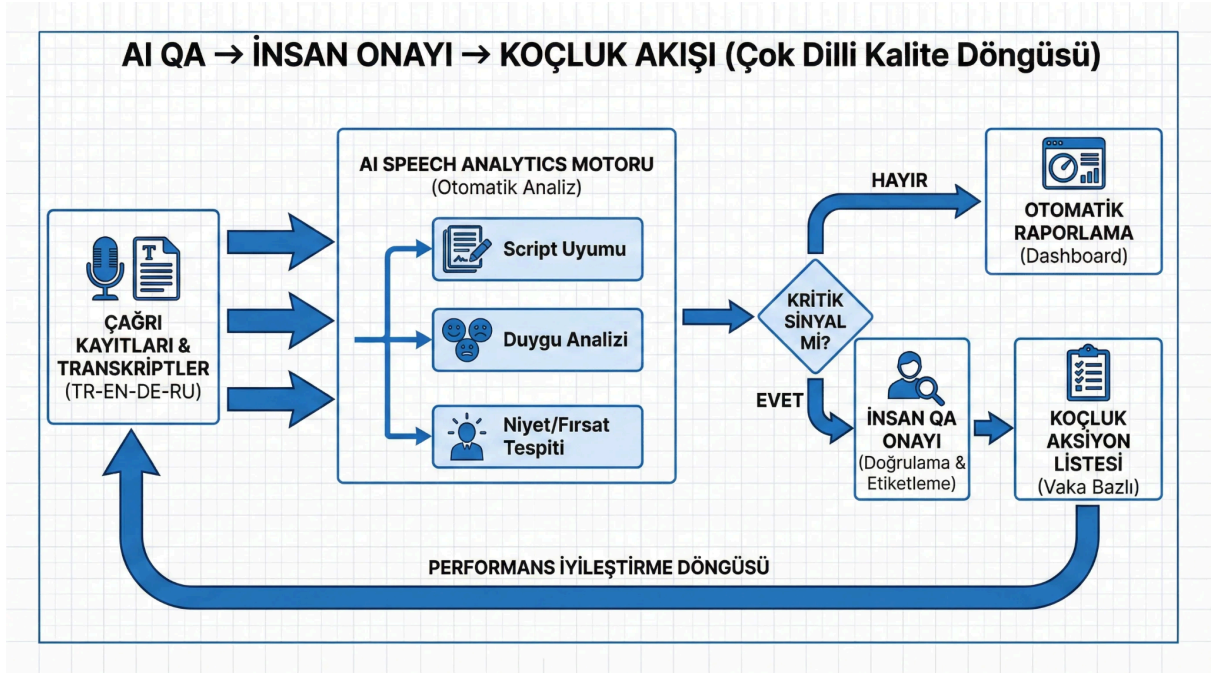 AI QA → İNSAN ONAYI → KOÇLUK AKIŞI (Çok Dilli Kalite Döngüsü)
ÇAĞRI
KAYITLARI &
TRANSKRİPTLER
(TR-EN-DE-RU)
AI SPEECH ANALYTICS MOTORU
(Otomatik Analiz)
Script Uyumu
Duygu Analizi
Niyet/Fırsat
Tespiti
KRİTİK
SİNYAL
Mİ?
HAYIR
OTOMATİK
RAPORLAMA
(Dashboard)
EVET
İNSAN QA
ONAYI
(Doğrulama &
Etiketleme)
KOÇLUK
AKSİYON
LİSTESİ
(Vaka Bazlı)
PERFORMANS İYİLEŞTİRME DÖNGÜSÜ
T